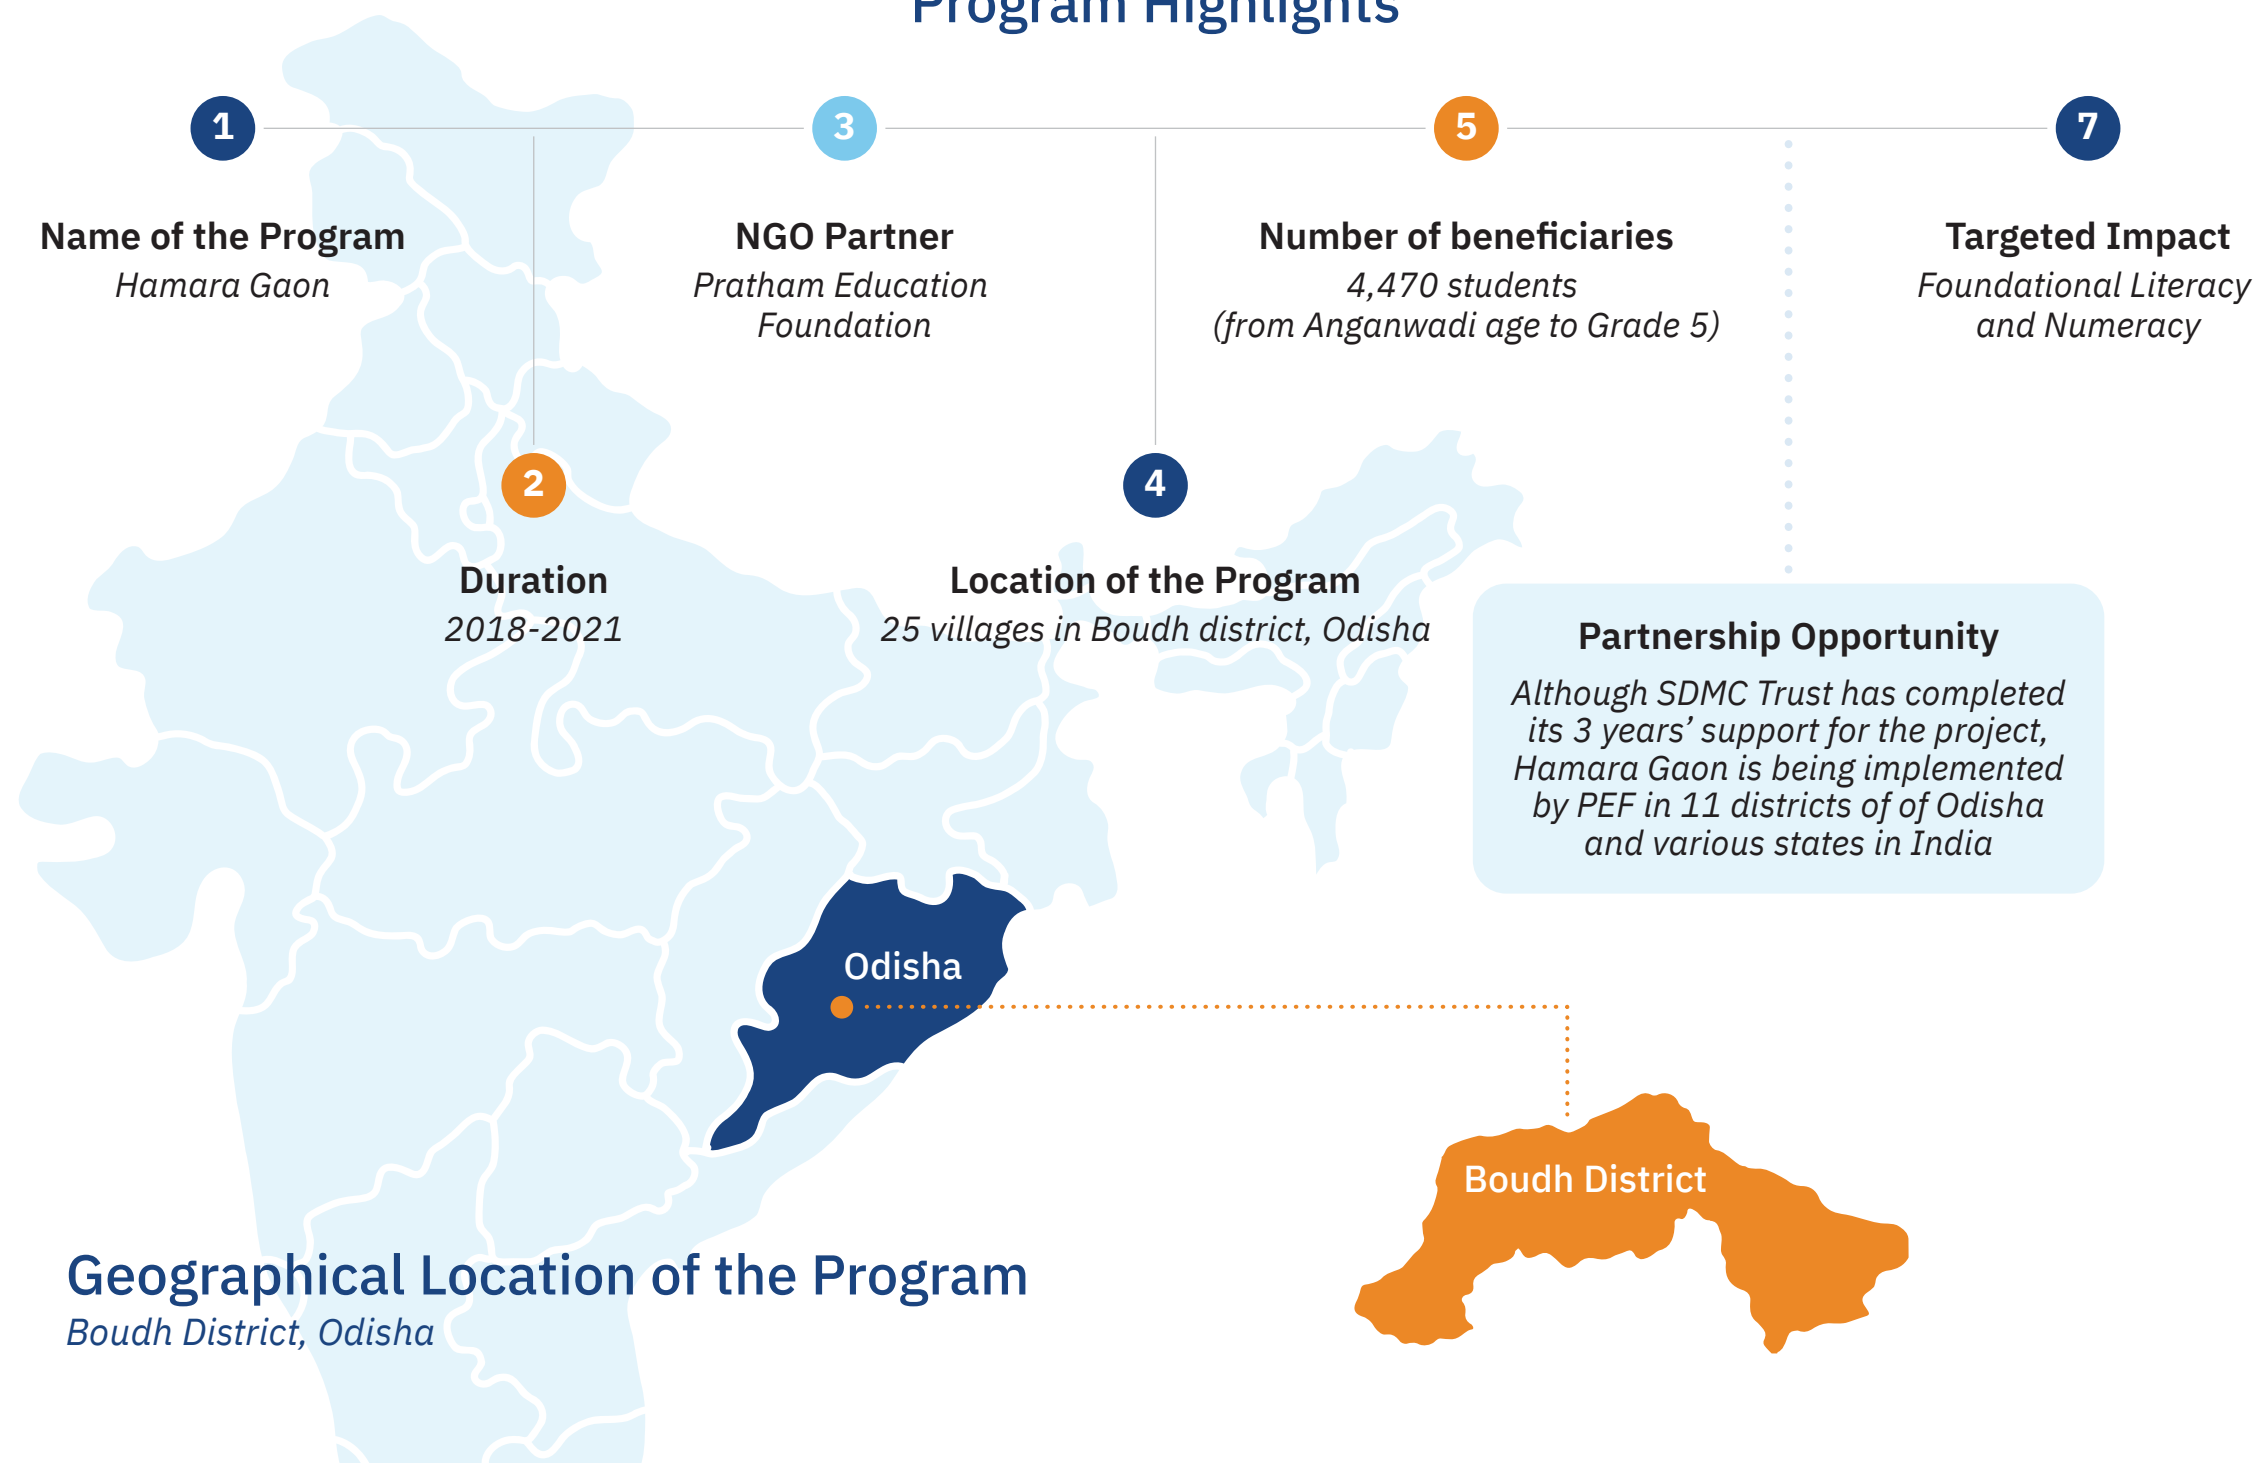 Program Highlights
1
Name of the Program
Hamara Gaon
2
Duration
2018-2021
3
NGO Partner
Pratham Education
Foundation
4
Location of the Program
25 villages in Boudh district, Odisha
5
Number of beneficiaries
4,470 students
(from Anganwadi age to Grade 5)
Partnership Opportunity
Although SDMC Trust has completed
its 3 years’ support for the project,
Hamara Gaon is being implemented
by PEF in 11 districts of of Odisha
and various states in India
7
Targeted Impact
Foundational Literacy
and Numeracy
Odisha
Boudh District
Geographical Location of the Program
Boudh District, Odisha